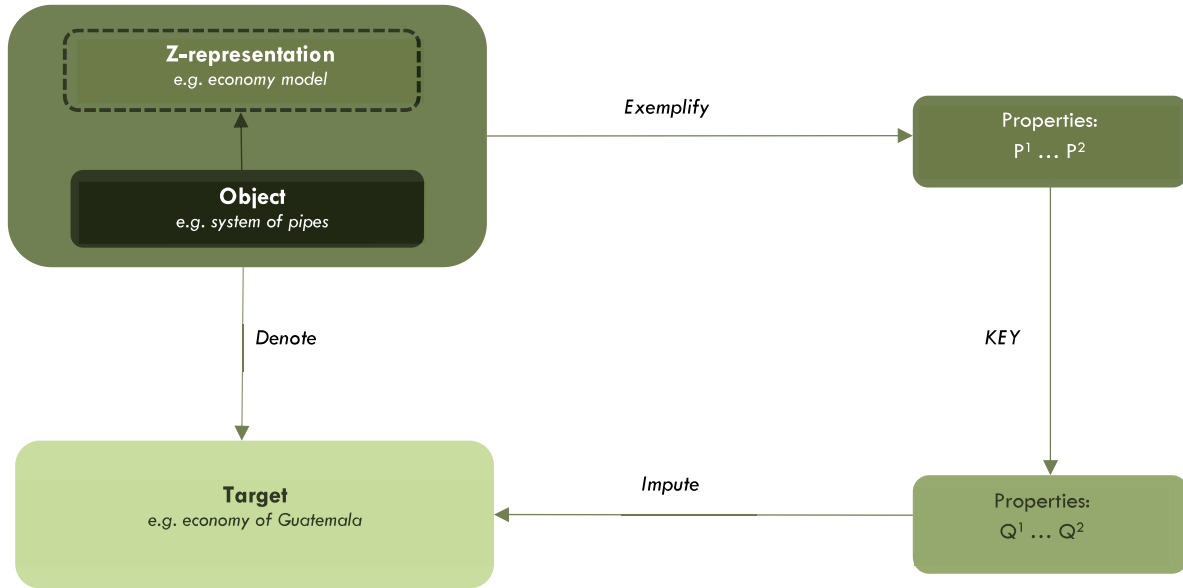 Z-representation
e.g. economy model
Object
e.g. system of pipes
Exemplify
Properties:
P¹ … P²
Denote
KEY
Target
e.g. economy of Guatemala
Impute
Properties:
Q¹ … Q²